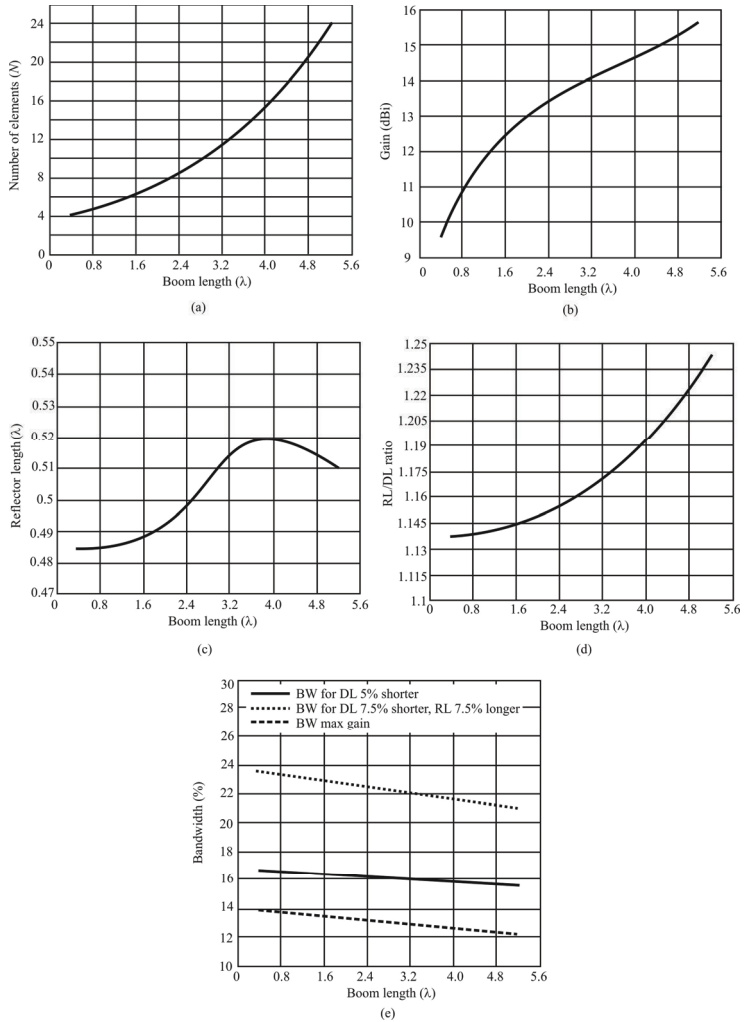 24
20
16
12
8
4
0
Number of elements (N)
0.8 1.6 2.4 3.2 4.0 4.8 5.6
Boom length (λ)
(a)
16
15
14
13
12
11
10
9
Gain (dBi)
0 0.8 1.6 2.4 3.2 4.0 4.8 5.6
Boom length (λ)
(b)
0.55
0.54
0.53
0.52
0.51
0.5
0.49
0.48
0.47
Reflector length (λ)
0 0.8 1.6 2.4 3.2 4.0 4.8 5.6
Boom length (λ)
(c)
1.25
1.235
1.22
1.205
1.19
1.175
1.16
1.145
1.13
1.115
1.1
RL/DL ratio
0 0.8 1.6 2.4 3.2 4.0 4.8 5.6
Boom length (λ)
(d)
30
28
26
24
22
20
18
16
14
12
10
Bandwidth (%)
BW for DL 5% shorter
BW for DL 7.5% shorter, RL 7.5% longer
BW max gain
0 0.8 1.6 2.4 3.2 4.0 4.8 5.6
Boom length (λ)
(e)